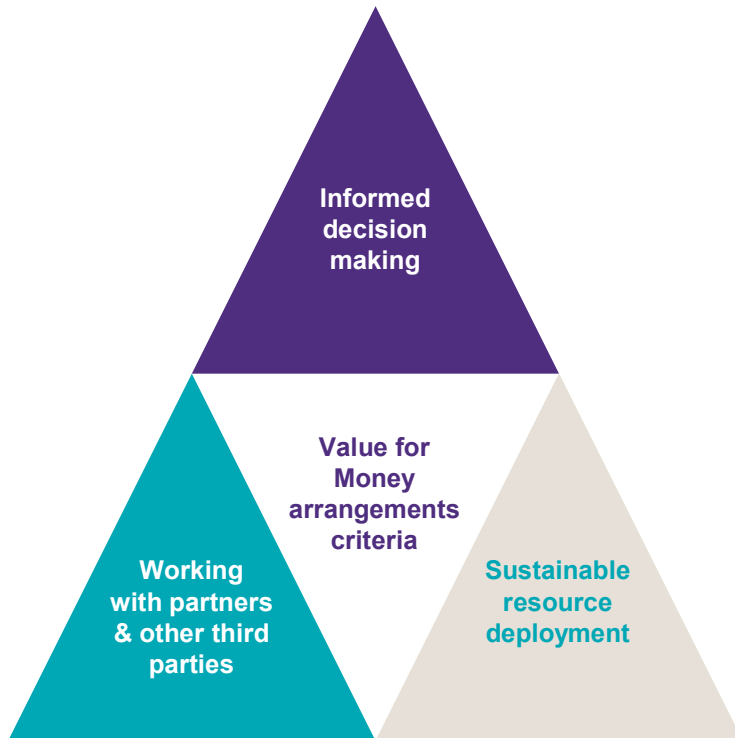 Informed
decision
making
Value for
Money
arrangements
criteria
Working
with partners
& other third
parties
Sustainable
resource
deployment